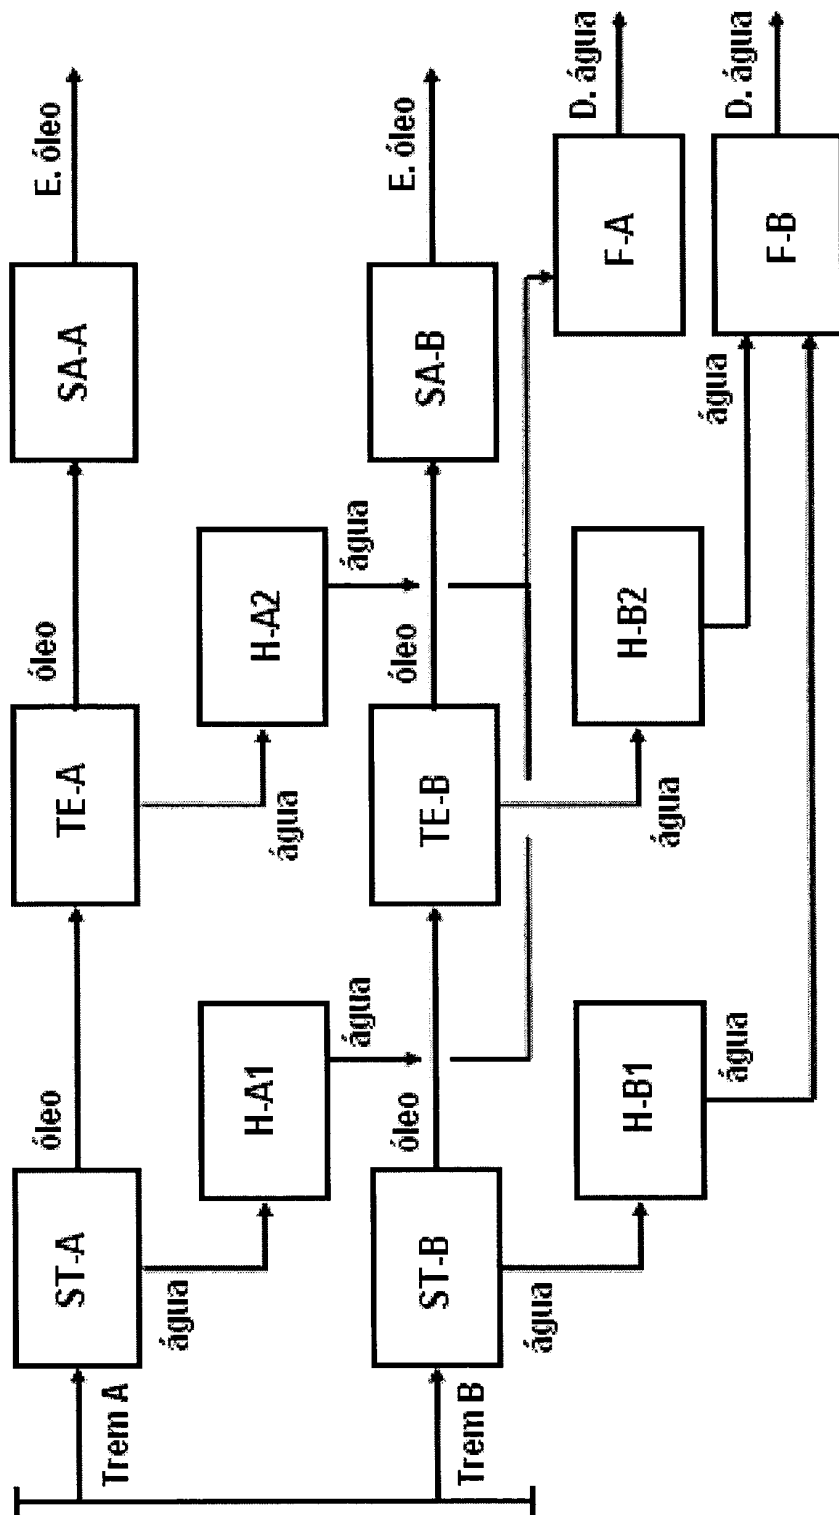 Trem A
ST-A
óleo
TE-A
óleo
SA-A
E. óleo
água
H-A1
água
água
H-A2
água
Trem B
ST-B
óleo
TE-B
óleo
SA-B
E. óleo
água
H-B1
água
água
H-B2
água
F-A
D. água
F-B
D. água